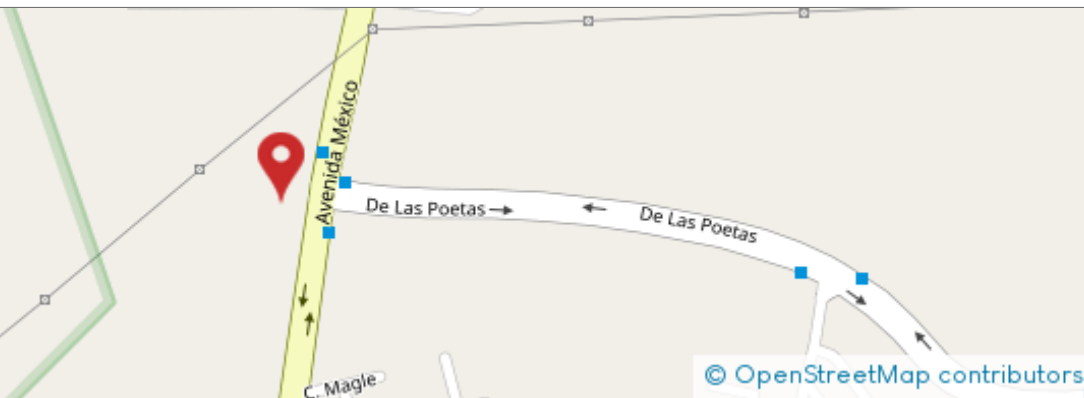 Avenida México
De Las Poetas
De Las Poetas
C. Magle
© OpenStreetMap contributors